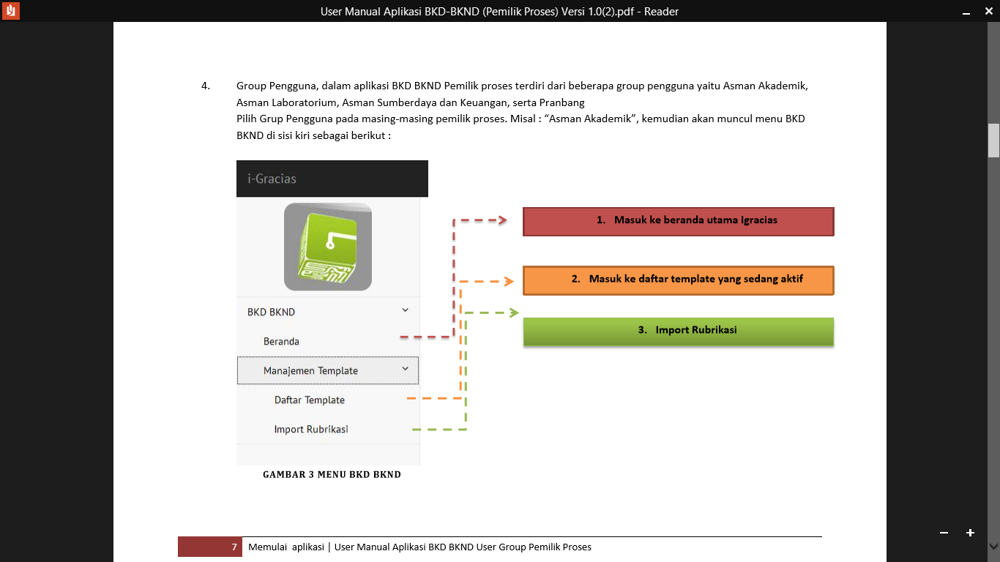 User Manual Aplikasi BKD-BKND (Pemilik Proses) Versi 1.0(2).pdf - Reader
4. Group Pengguna, dalam aplikasi BKD BKND Pemilik proses terdiri dari beberapa group pengguna yaitu Asman Akademik,
Asman Laboratorium, Asman Sumberdaya dan Keuangan, serta Pranbang
Pilih Grup Pengguna pada masing-masing pemilik proses. Misal : “Asman Akademik”, kemudian akan muncul menu BKD
BKND di sisi kiri sebagai berikut :
i-Gracias
BKD BKND
Beranda
Manajemen Template
Daftar Template
Import Rubrikasi
1. Masuk ke beranda utama Igracias
2. Masuk ke daftar template yang sedang aktif
3. Import Rubrikasi
GAMBAR 3 MENU BKD BKND
7 Memulai aplikasi | User Manual Aplikasi BKD BKND User Group Pemilik Proses